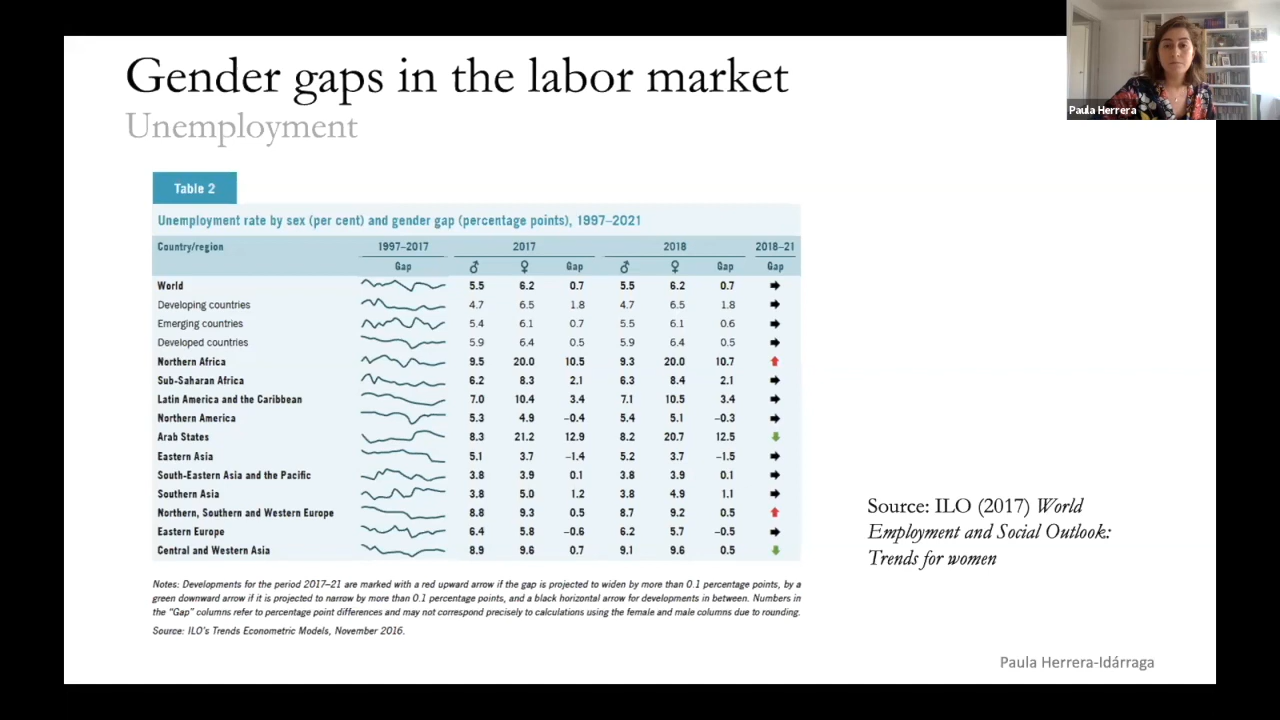 Gender gaps in the labor market
Unemployment
Paula Herrera
Table 2
Unemployment rate by sex (per cent) and gender gap (percentage points), 1997–2021
Country/region 1997–2017 2017 2018 2018–21
Gap ♂ ♀ Gap ♂ ♀ Gap Gap
World 5.5 6.2 0.7 5.5 6.2 0.7
Developing countries 4.7 6.5 1.8 4.7 6.5 1.8
Emerging countries 5.4 6.1 0.7 5.5 6.1 0.6
Developed countries 5.9 6.4 0.5 5.9 6.4 0.5
Northern Africa 9.5 20.0 10.5 9.3 20.0 10.7
Sub-Saharan Africa 6.2 8.3 2.1 6.3 8.4 2.1
Latin America and the Caribbean 7.0 10.4 3.4 7.1 10.5 3.4
Northern America 5.3 4.9 –0.4 5.4 5.1 –0.3
Arab States 8.3 21.2 12.9 8.2 20.7 12.5
Eastern Asia 5.1 3.7 –1.4 5.2 3.7 –1.5
South-Eastern Asia and the Pacific 3.8 3.9 0.1 3.8 3.9 0.1
Southern Asia 3.8 5.0 1.2 3.8 4.9 1.1
Northern, Southern and Western Europe 8.8 9.3 0.5 8.7 9.2 0.5
Eastern Europe 6.4 5.8 –0.6 6.2 5.7 –0.5
Central and Western Asia 8.9 9.6 0.7 9.1 9.6 0.5
Notes: Developments for the period 2017–21 are marked with a red upward arrow if the gap is projected to widen by more than 0.1 percentage points, by a
green downward arrow if it is projected to narrow by more than 0.1 percentage points, and a black horizontal arrow for developments in between. Numbers in
the “Gap” columns refer to percentage point differences and may not correspond precisely to calculations using the female and male columns due to rounding.
Source: ILO’s Trends Econometric Models, November 2016.
Source: ILO (2017) World
Employment and Social Outlook:
Trends for women
Paula Herrera-Idárraga